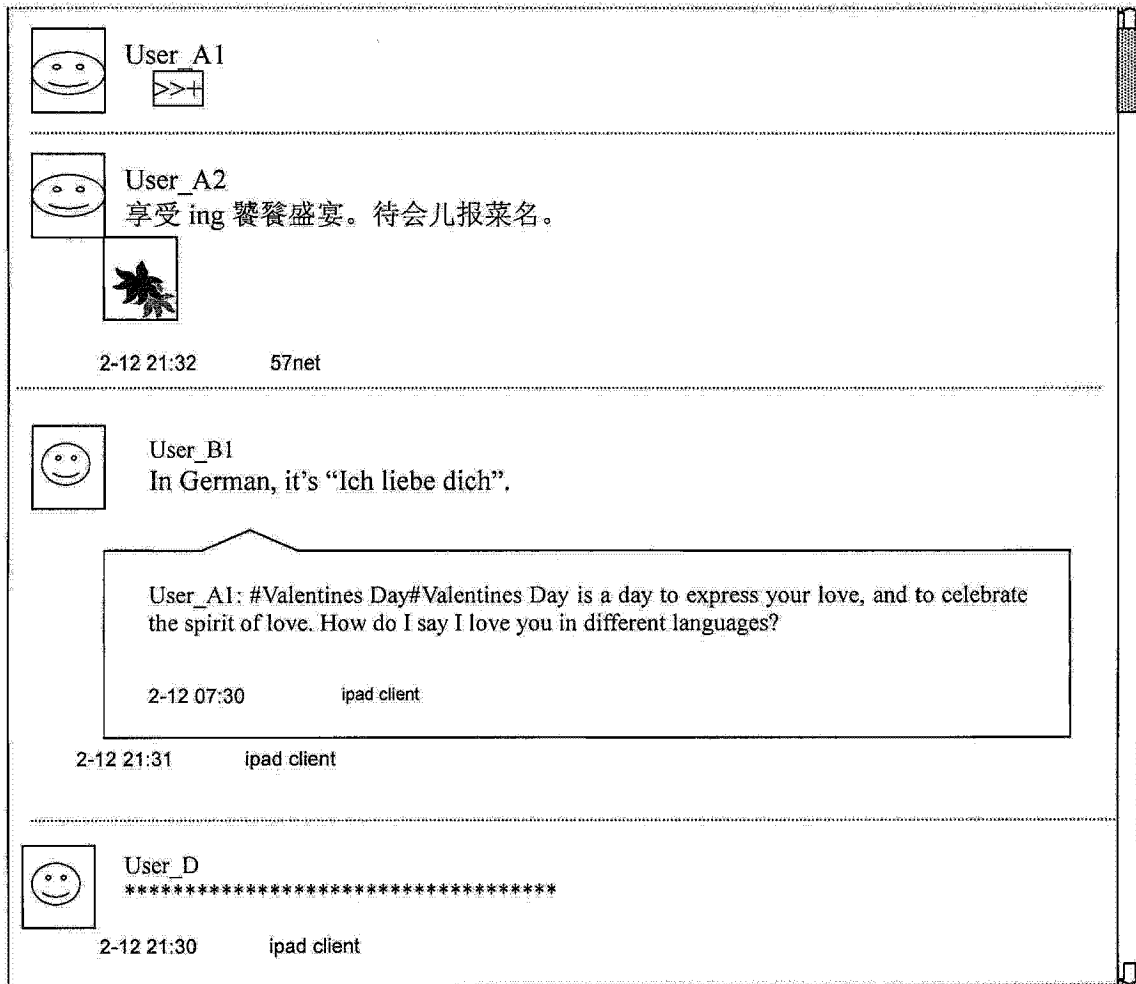 User_A1
>>+
User_A2
享受 ing 饕餮盛宴。待会儿报菜名。
2-12 21:32 57net
User_B1
In German, it's “Ich liebe dich”.
User_A1: #Valentines Day#Valentines Day is a day to express your love, and to celebrate
the spirit of love. How do I say I love you in different languages?
2-12 07:30 ipad client
2-12 21:31 ipad client
User_D
************************************
2-12 21:30 ipad client